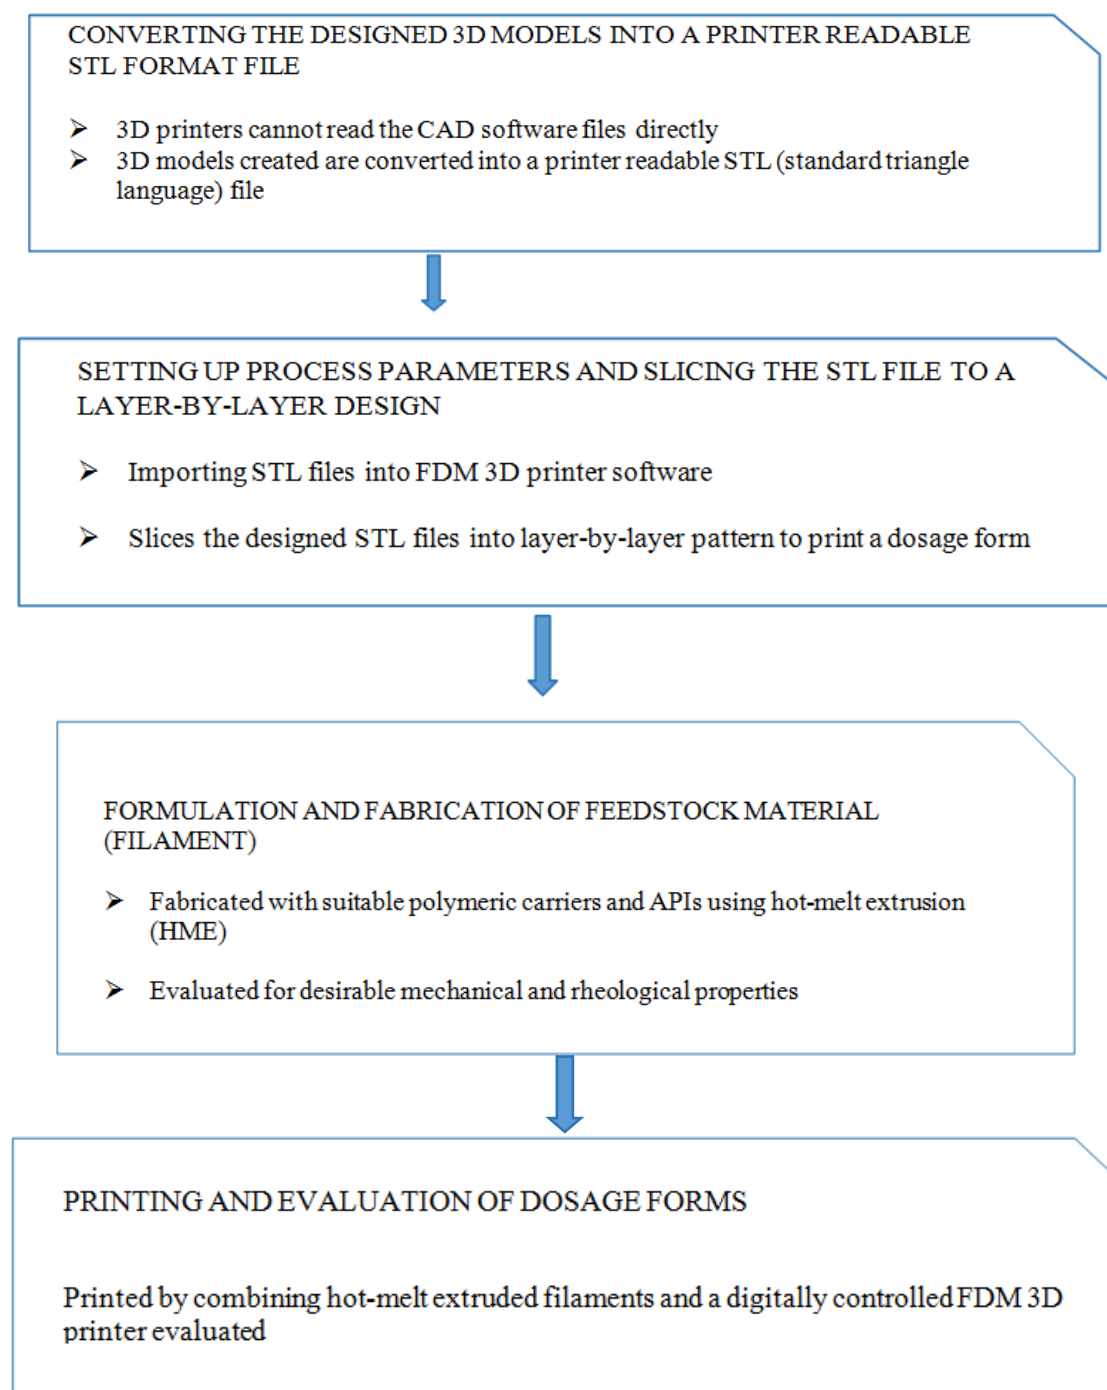 CONVERTING THE DESIGNED 3D MODELS INTO A PRINTER READABLE
STL FORMAT FILE
➢ 3D printers cannot read the CAD software files directly
➢ 3D models created are converted into a printer readable STL (standard triangle
language) file
SETTING UP PROCESS PARAMETERS AND SLICING THE STL FILE TO A
LAYER-BY-LAYER DESIGN
➢ Importing STL files into FDM 3D printer software
➢ Slices the designed STL files into layer-by-layer pattern to print a dosage form
FORMULATION AND FABRICATION OF FEEDSTOCK MATERIAL
(FILAMENT)
➢ Fabricated with suitable polymeric carriers and APIs using hot-melt extrusion
(HME)
➢ Evaluated for desirable mechanical and rheological properties
PRINTING AND EVALUATION OF DOSAGE FORMS
Printed by combining hot-melt extruded filaments and a digitally controlled FDM 3D
printer evaluated